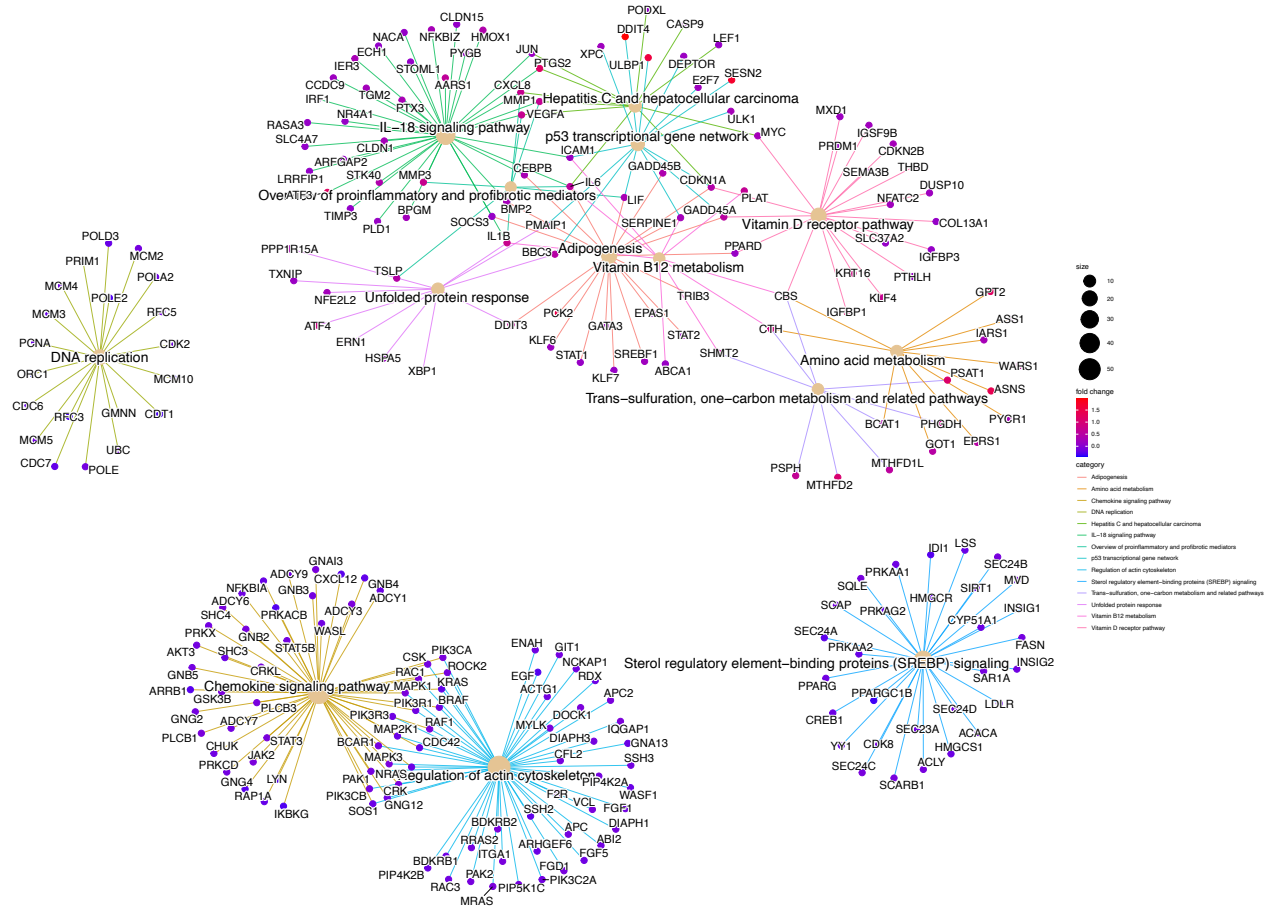 PODXL
CLDN15
DDIT4
CASP9
NACA
NFKBIZ
HMOX1
LEF1
ECH1
PYGB
JUN
XPC
IER3
STOML1
PTGS2
ULBP1
DEPTOR
CCDC9
AARS1
CXCL8
E2F7
SESN2
IRF1
TGM2
PTX3
MMP1
Hepatitis C and hepatocellular carcinoma
NR4A1
VEGFA
ULK1
MXD1
RASA3
IL−18 signaling pathway
p53 transcriptional gene network
MYC
IGSF9B
SLC4A7
CLDN1
ICAM1
PRDM1
CDKN2B
ARFGAP2
CEBPB
GADD45B
SEMA3B
THBD
LRRFIP1
STK40
MMP3
IL6
CDKN1A
DUSP10
ATF3
Overview of proinflammatory and profibrotic mediators
LIF
PLAT
NFATC2
TIMP3
BPGM
BMP2
GADD45A
PLD1
SOCS3
PMAIP1
SERPINE1
Vitamin D receptor pathway
COL13A1
POLD3
IL1B
Adipogenesis
SLC37A2
PPP1R15A
BBC3
PPARD
IGFBP3
MCM2
PRIM1
Vitamin B12 metabolism
POLA2
TXNIP
TSLP
KRT16
PTHLH
MCM4
POLE2
NFE2L2
Unfolded protein response
TRIB3
CBS
KLF4
GRT2
MCM3
RFC5
PCK2
EPAS1
IGFBP1
ASS1
ATF4
DDIT3
GATA3
CTH
PCNA
CDK2
ERN1
STAT2
IARS1
DNA replication
KLF6
STAT1
SREBF1
SHMT2
Amino acid metabolism
HSPA5
XBP1
ABCA1
WARS1
ORC1
MCM10
KLF7
PSAT1
ASNS
CDC6
RFC3
GMNN
CDT1
Trans−sulfuration, one−carbon metabolism and related pathways
PYCR1
MCM5
UBC
BCAT1
PHGDH
EPRS1
CDC7
POLE
GOT1
PSPH
MTHFD1L
MTHFD2
size
10
20
30
40
50
fold change
1.5
1.0
0.5
0.0
category
Adipogenesis
Amino acid metabolism
Chemokine signaling pathway
DNA replication
Hepatitis C and hepatocellular carcinoma
IL−18 signaling pathway
Overview of proinflammatory and profibrotic mediators
p53 transcriptional gene network
Regulation of actin cytoskeleton
Sterol regulatory element−binding proteins (SREBP) signaling
Trans−sulfuration, one−carbon metabolism and related pathways
Unfolded protein response
Vitamin B12 metabolism
Vitamin D receptor pathway
GNAI3
ADCY9
CXCL12
GNB4
NFKBIA
GNB3
ADCY1
ADCY6
PRKACB
ADCY3
SHC4
WASL
PRKX
GNB2
STAT5B
AKT3
SHC3
CSK
PIK3CA
GNB5
CRKL
RAC1
ROCK2
ARRB1
Chemokine signaling pathway
MAPK1
KRAS
GSK3B
PIK3R1
BRAF
GNG2
PLCB3
PIK3R3
RAF1
PLCB1
ADCY7
MAP2K1
CHUK
STAT3
BCAR1
CDC42
PRKCD
JAK2
MAPK3
GNG4
LYN
PAK1
NRAS
RAP1A
PIK3CB
CRK
IKBKG
SOS1
GNG12
ENAH
GIT1
NCKAP1
EGF
RDX
ACTG1
APC2
DOCK1
MYLK
IQGAP1
DIAPH3
GNA13
CFL2
SSH3
egulation of actin cytoskeleton
PIP4K2A
F2R
WASF1
VCL
FGF1
SSH2
DIAPH1
BDKRB2
APC
ABI2
RRAS2
ARHGEF6
BDKRB1
ITGA1
FGF5
PIP4K2B
FGD1
PAK2
RAC3
PIP5K1C
PIK3C2A
MRAS
IDI1
LSS
PRKAA1
SEC24B
SQLE
SIRT1
MVD
HMGCR
SCAP
PRKAG2
INSIG1
CYP51A1
SEC24A
FASN
PRKAA2
Sterol regulatory element−binding proteins (SREBP) signaling
INSIG2
SAR1A
PPARG
PPARGC1B
LDLR
SEC24D
CREB1
SEC23A
ACACA
YY1
CDK8
HMGCS1
SEC24C
ACLY
SCARB1